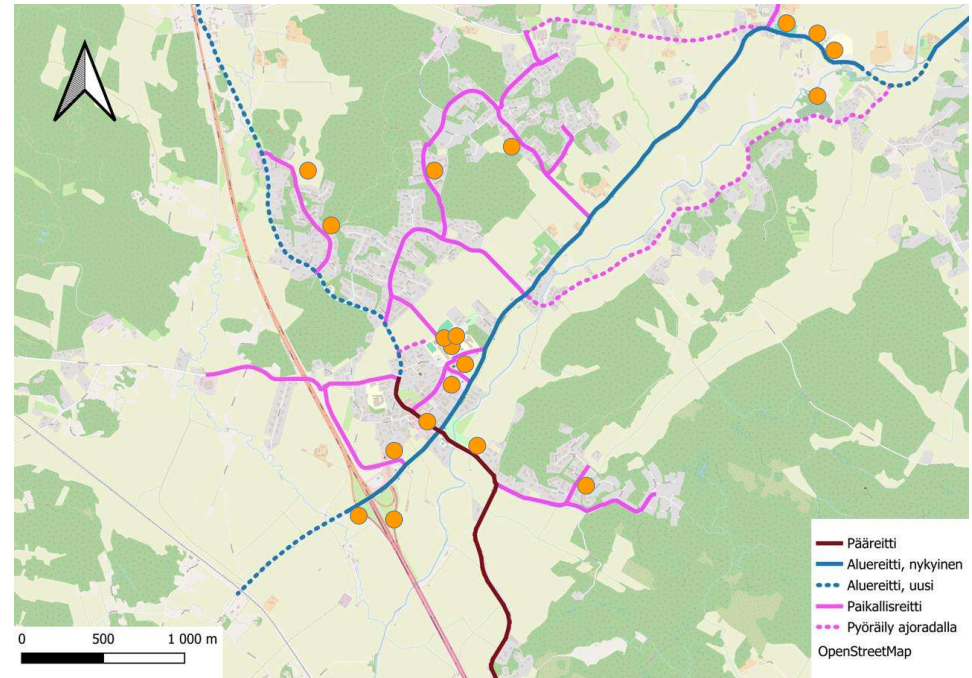 Pääreitti
Aluereitti, nykyinen
Aluereitti, uusi
Paikallisreitti
Pyöräily ajoradalla
OpenStreetMap
0 500 1 000 m